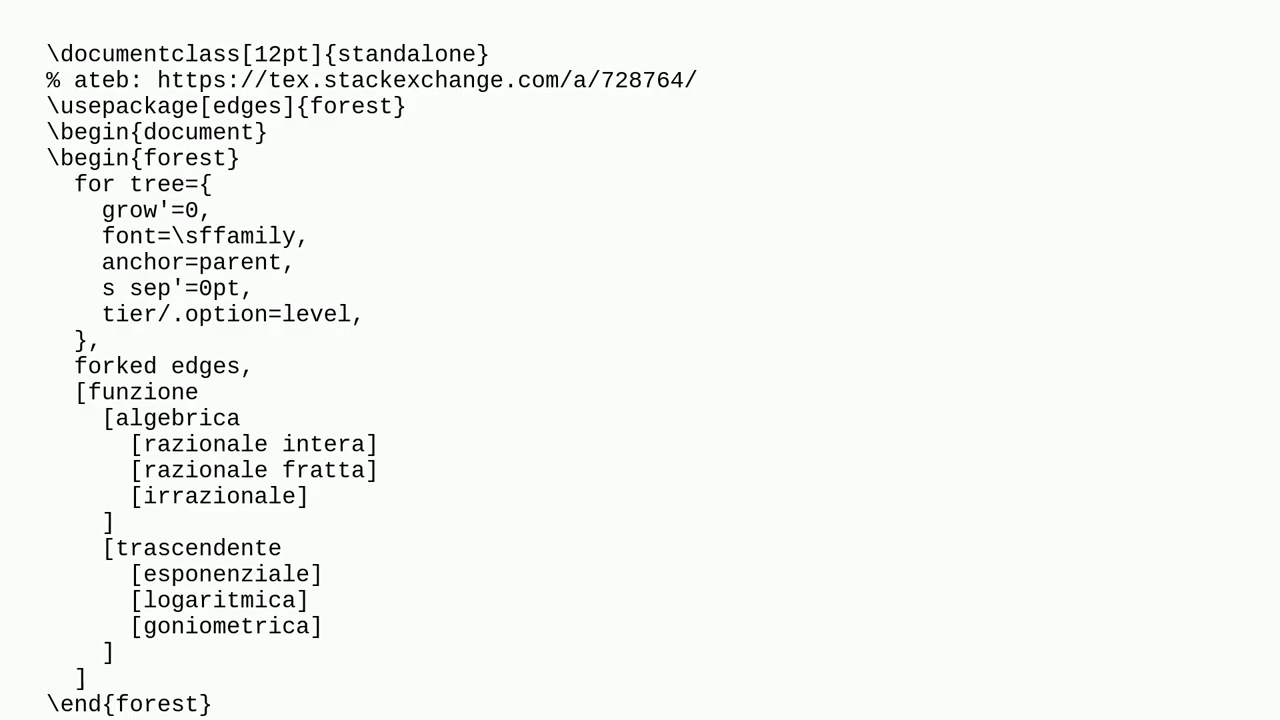 \documentclass[12pt]{standalone}
% ateb: https://tex.stackexchange.com/a/728764/
\usepackage[edges]{forest}
\begin{document}
\begin{forest}
  for tree={
    grow'=0,
    font=\sffamily,
    anchor=parent,
    s sep'=0pt,
    tier/.option=level,
  },
  forked edges,
  [funzione
    [algebrica
      [razionale intera]
      [razionale fratta]
      [irrazionale]
    ]
    [trascendente
      [esponenziale]
      [logaritmica]
      [goniometrica]
    ]
  ]
\end{forest}